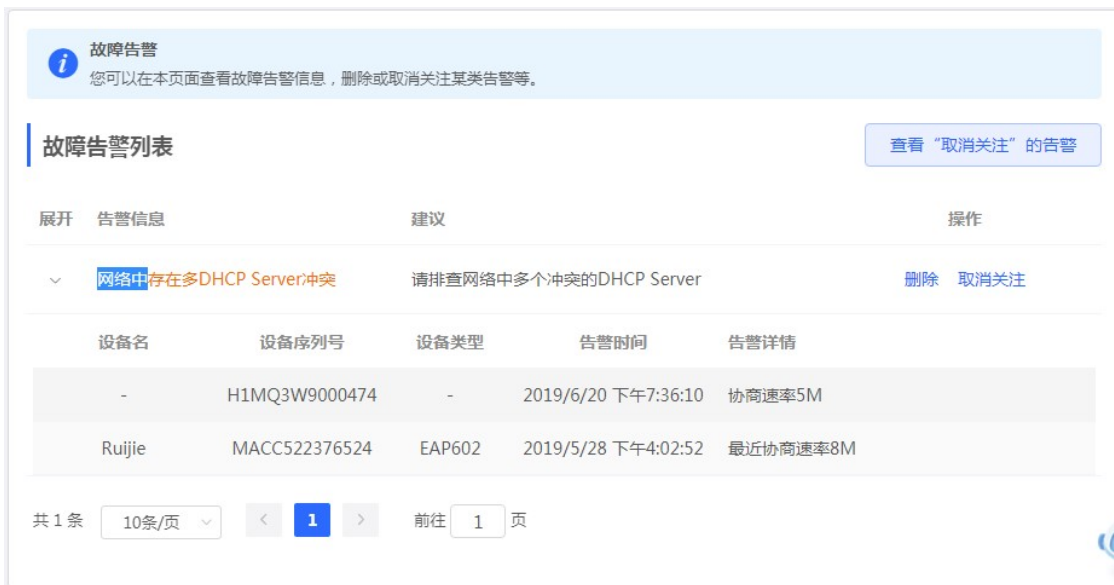 故障告警
您可以在本页面查看故障告警信息，删除或取消关注某类告警等。
故障告警列表
查看“取消关注”的告警
展开 告警信息 建议 操作
网络中存在多DHCP Server冲突 请排查网络中多个冲突的DHCP Server 删除 取消关注
设备名 设备序列号 设备类型 告警时间 告警详情
- H1MQ3W9000474 - 2019/6/20 下午7:36:10 协商速率5M
Ruijie MACC522376524 EAP602 2019/5/28 下午4:02:52 最近协商速率8M
共 1 条 10条/页 < 1 > 前往 1 页